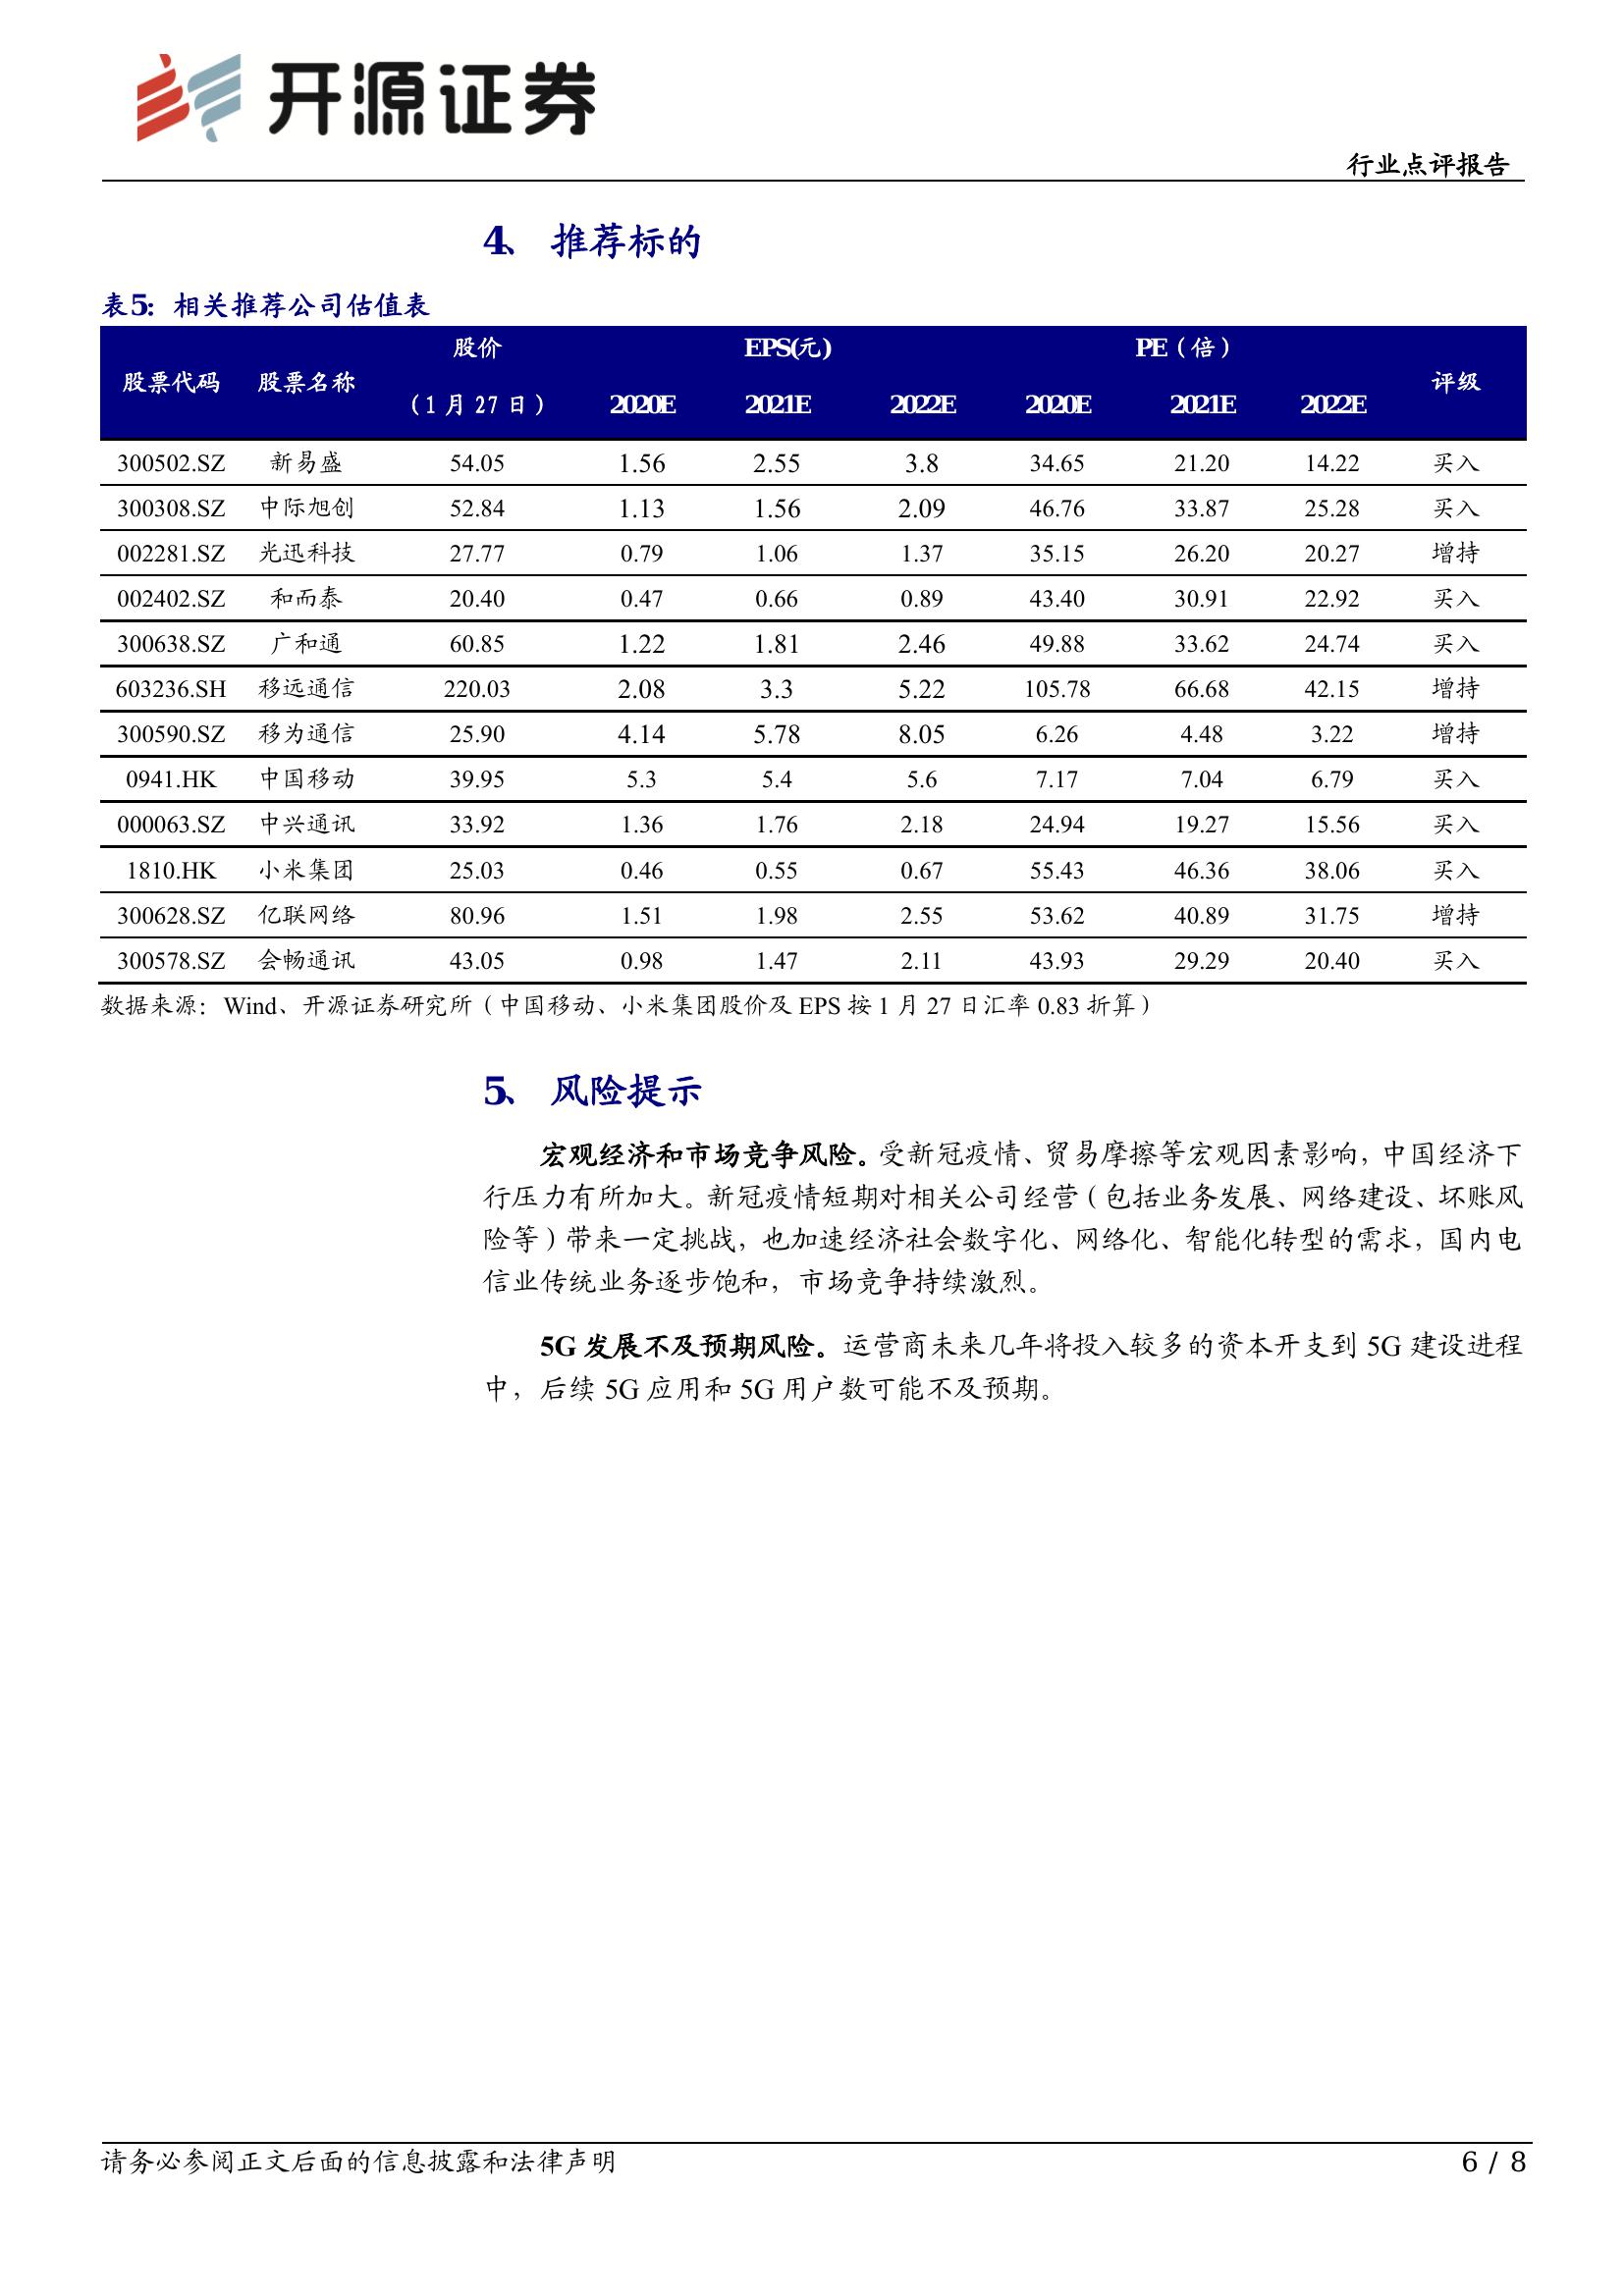 开源证券
行业点评报告
4、 推荐标的
表5：相关推荐公司估值表
股票代码 股票名称 股价 EPS(元) PE（倍） 评级
（1 月 27 日） 2020E 2021E 2022E 2020E 2021E 2022E
300502.SZ 新易盛 54.05 1.56 2.55 3.8 34.65 21.20 14.22 买入
300308.SZ 中际旭创 52.84 1.13 1.56 2.09 46.76 33.87 25.28 买入
002281.SZ 光迅科技 27.77 0.79 1.06 1.37 35.15 26.20 20.27 增持
002402.SZ 和而泰 20.40 0.47 0.66 0.89 43.40 30.91 22.92 买入
300638.SZ 广和通 60.85 1.22 1.81 2.46 49.88 33.62 24.74 买入
603236.SH 移远通信 220.03 2.08 3.3 5.22 105.78 66.68 42.15 增持
300590.SZ 移为通信 25.90 4.14 5.78 8.05 6.26 4.48 3.22 增持
0941.HK 中国移动 39.95 5.3 5.4 5.6 7.17 7.04 6.79 买入
000063.SZ 中兴通讯 33.92 1.36 1.76 2.18 24.94 19.27 15.56 买入
1810.HK 小米集团 25.03 0.46 0.55 0.67 55.43 46.36 38.06 买入
300628.SZ 亿联网络 80.96 1.51 1.98 2.55 53.62 40.89 31.75 增持
300578.SZ 会畅通讯 43.05 0.98 1.47 2.11 43.93 29.29 20.40 买入
数据来源：Wind、开源证券研究所（中国移动、小米集团股价及 EPS 按 1 月 27 日汇率 0.83 折算）
5、 风险提示
宏观经济和市场竞争风险。受新冠疫情、贸易摩擦等宏观因素影响，中国经济下
行压力有所加大。新冠疫情短期对相关公司经营（包括业务发展、网络建设、坏账风
险等）带来一定挑战，也加速经济社会数字化、网络化、智能化转型的需求，国内电
信业传统业务逐步饱和，市场竞争持续激烈。
5G 发展不及预期风险。运营商未来几年将投入较多的资本开支到 5G 建设进程
中，后续 5G 应用和 5G 用户数可能不及预期。
请务必参阅正文后面的信息披露和法律声明 6 / 8